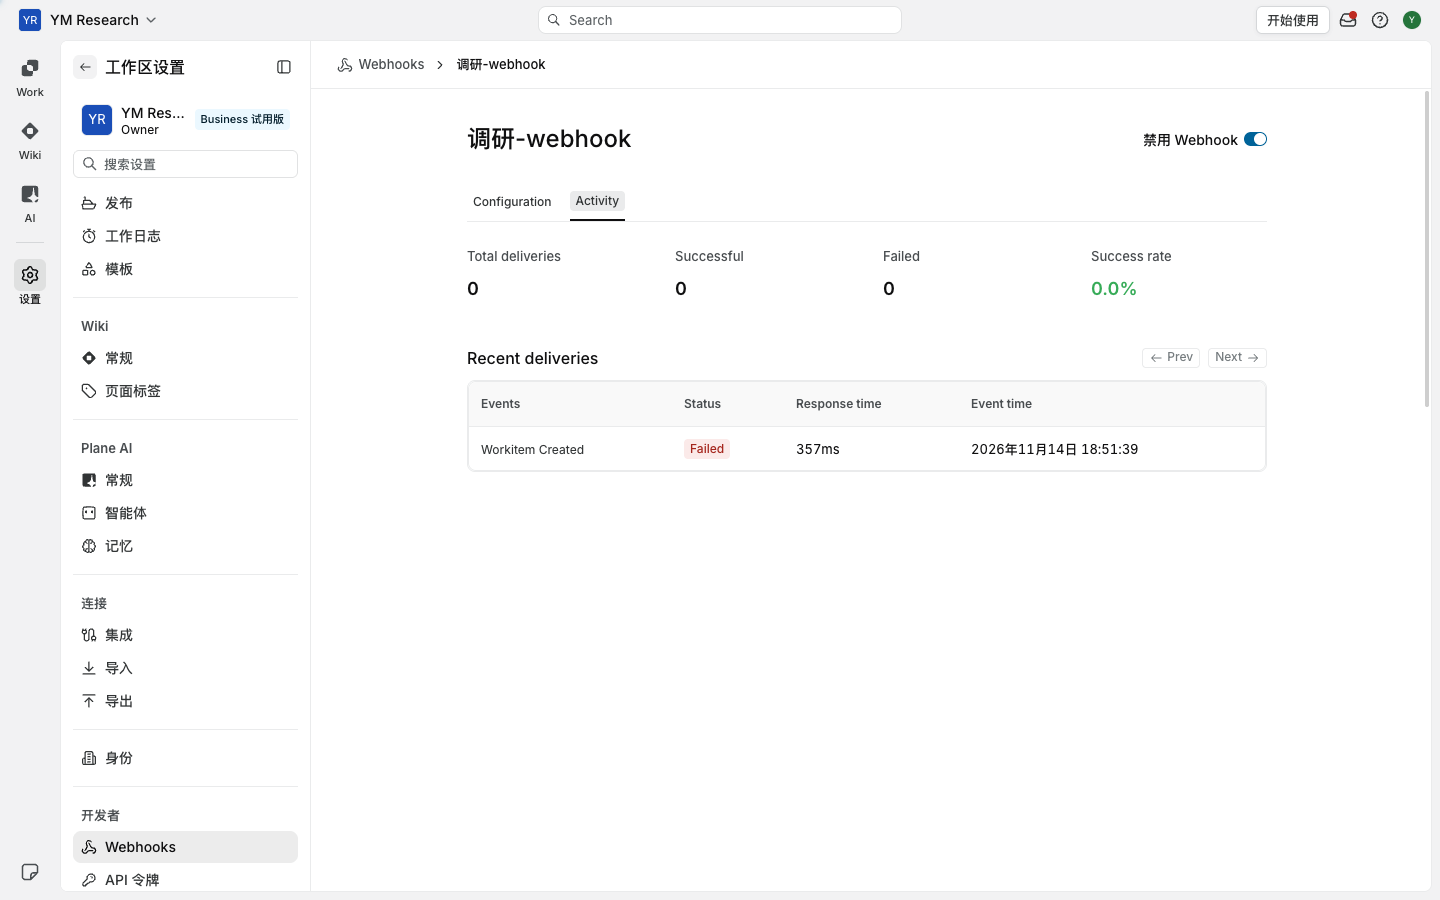 YR YM Research
Search
开始使用
Y
Work
Wiki
AI
设置
工作区设置
YR
YM Res...
Owner
Business 试用版
搜索设置
发布
工作日志
模板
Wiki
常规
页面标签
Plane AI
常规
智能体
记忆
连接
集成
导入
导出
身份
开发者
Webhooks
API 令牌
Webhooks > 调研-webhook
调研-webhook
禁用 Webhook
Configuration Activity
Total deliveries Successful Failed Success rate
0 0 0 0.0%
Recent deliveries
← Prev Next →
Events Status Response time Event time
Workitem Created Failed 357ms 2026年11月14日 18:51:39